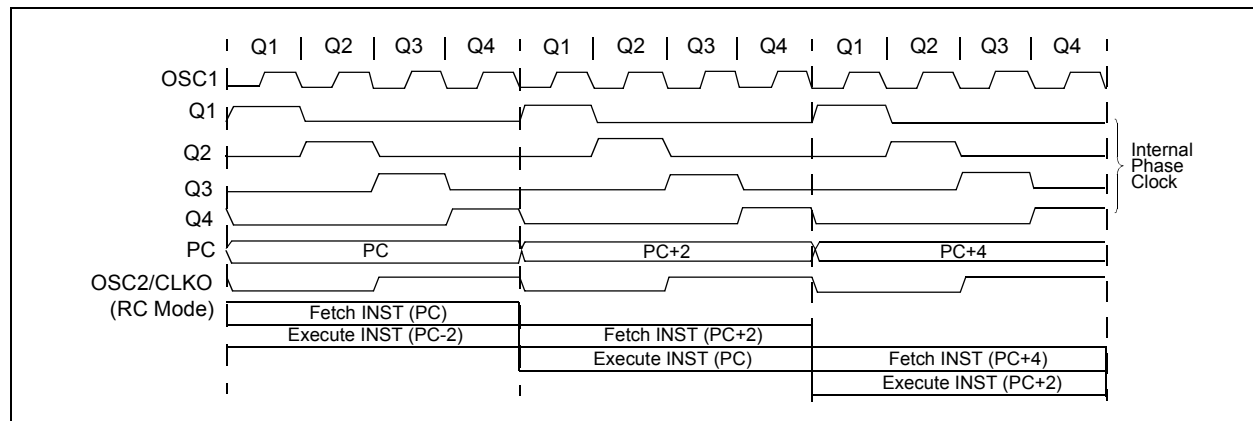 Q1 | Q2 | Q3 | Q4 | Q1 | Q2 | Q3 | Q4 | Q1 | Q2 | Q3 | Q4
OSC1
Q1
Q2
Q3
Q4
Internal
Phase
Clock
PC
PC
PC+2
PC+4
OSC2/CLKO
(RC Mode)
Fetch INST (PC)
Execute INST (PC-2)
Fetch INST (PC+2)
Execute INST (PC)
Fetch INST (PC+4)
Execute INST (PC+2)